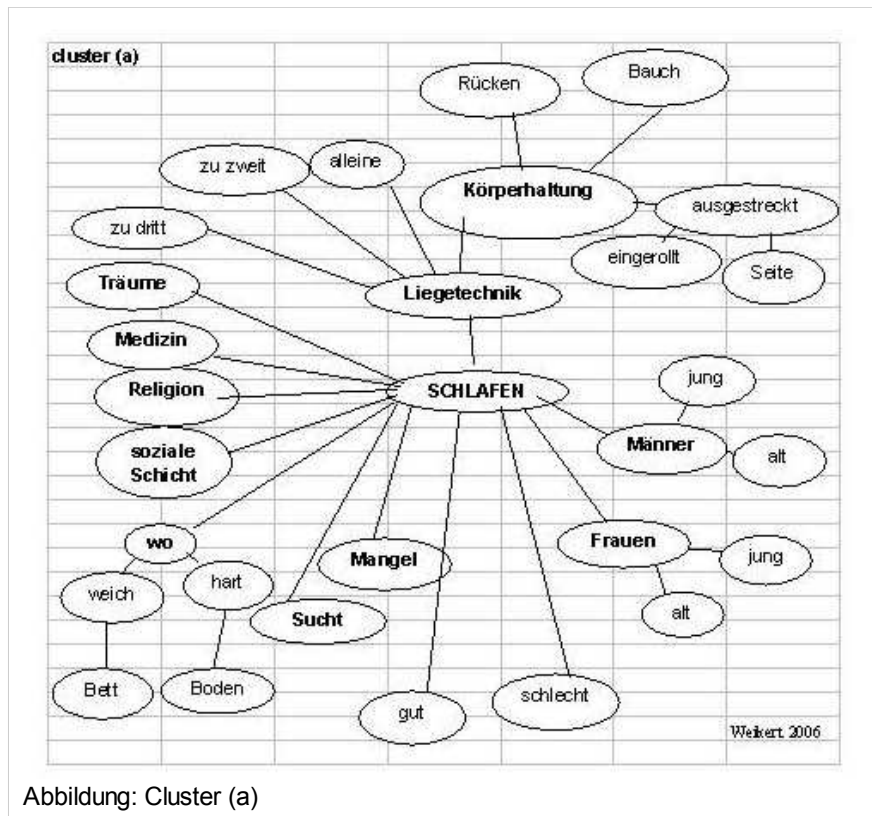 cluster (a)
Rücken
Bauch
zu zweit
alleine
Körperhaltung
ausgestreckt
zu dritt
eingerollt
Seite
Träume
Liegetechnik
Medizin
Religion
SCHLAFEN
jung
soziale
Schicht
Männer
alt
wo
Mangel
Frauen
jung
weich
hart
Sucht
alt
Bett
Boden
gut
schlecht
Weikert 2006
Abbildung: Cluster (a)